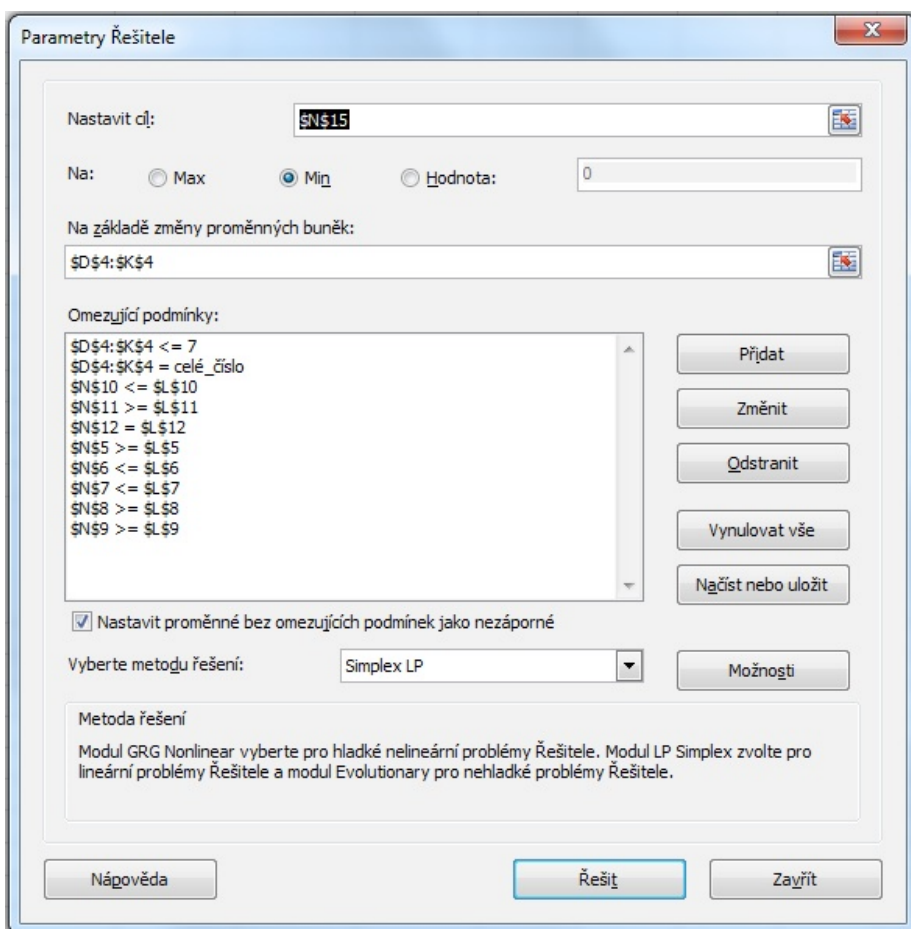 Parametry Řešitele
Nastavit cíl:
$N$15
Na:
Max
Min
Hodnota:
0
Na základě změny proměnných buněk:
$D$4:$K$4
Omezující podmínky:
$D$4:$K$4 <= 7
$D$4:$K$4 = celé_číslo
$N$10 <= $L$10
$N$11 >= $L$11
$N$12 = $L$12
$N$5 >= $L$5
$N$6 <= $L$6
$N$7 <= $L$7
$N$8 >= $L$8
$N$9 >= $L$9
Přidat
Změnit
Odstranit
Vynulovat vše
Načíst nebo uložit
Nastavit proměnné bez omezujících podmínek jako nezáporné
Vyberte metodu řešení:
Simplex LP
Možnosti
Metoda řešení
Modul GRG Nonlinear vyberte pro hladké nelineární problémy Řešitele. Modul LP Simplex zvolte pro
lineární problémy Řešitele a modul Evolutionary pro nehladké problémy Řešitele.
Nápověda
Řešit
Zavřít